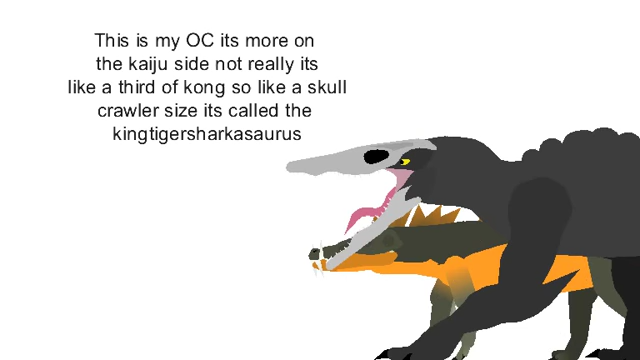 This is my OC its more on
the kaiju side not really its
like a third of kong so like a skull
crawler size its called the
kingtigersharkasaurus